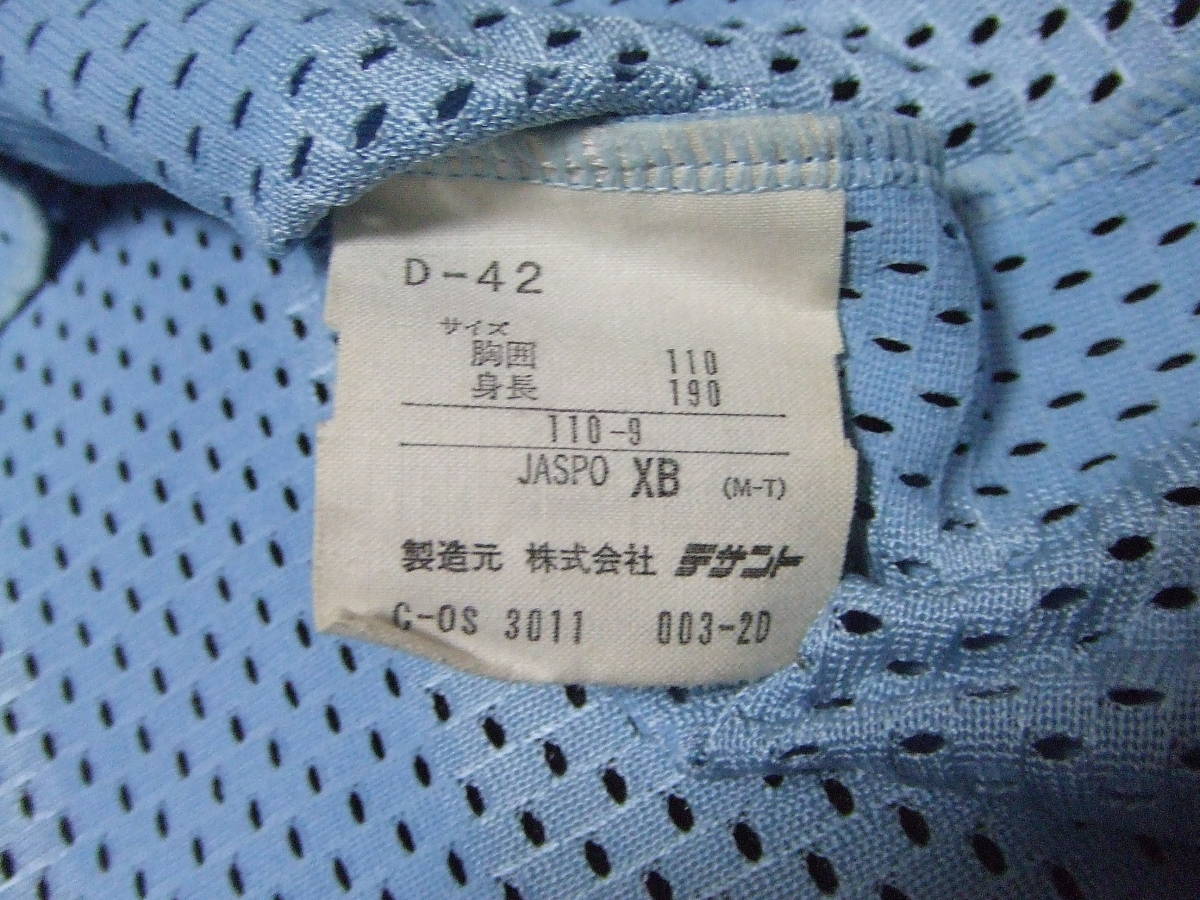 D-42
サイズ
胸囲 110
身長 190
110-9
JASPO XB (M-T)
製造元 株式会社 デサント
C-OS 3011 003-2D